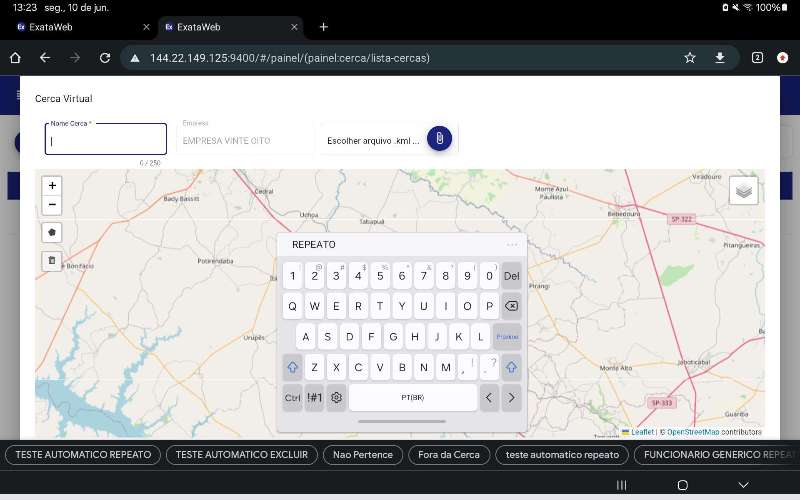 13:23 seg., 10 de jun. 100%
Ex ExataWeb
Ex ExataWeb
144.22.149.125:9400/#/painel/(painel:cerca/lista-cercas)
2
Cerca Virtual
Nome Cerca *
Empresa
EMPRESA VINTE OITO
Escolher arquivo .kml ...
0 / 250
+
−
Bady Bassitt
Cedral
Uchoa
Tabapuã
Monte Azul Paulista
Viradouro
Bebedouro
SP-322
Pitangueiras
e Bonifácio
Potirendaba
Pirangi
Urupês
Monte Alto
Jaboticabal
SP-333
Guariba
REPEATO ...
1 2 3 4 5 6 7 8 9 0 Del
Q W E R T Y U I O P
A S D F G H J K L Próximo
Z X C V B N M , ! . ?
Ctrl !#1 PT(BR) < >
Leaflet | © OpenStreetMap contributors
TESTE AUTOMATICO REPEATO
TESTE AUTOMATICO EXCLUIR
Nao Pertence
Fora da Cerca
teste automatico repeato
FUNCIONARIO GENERICO REPEAT